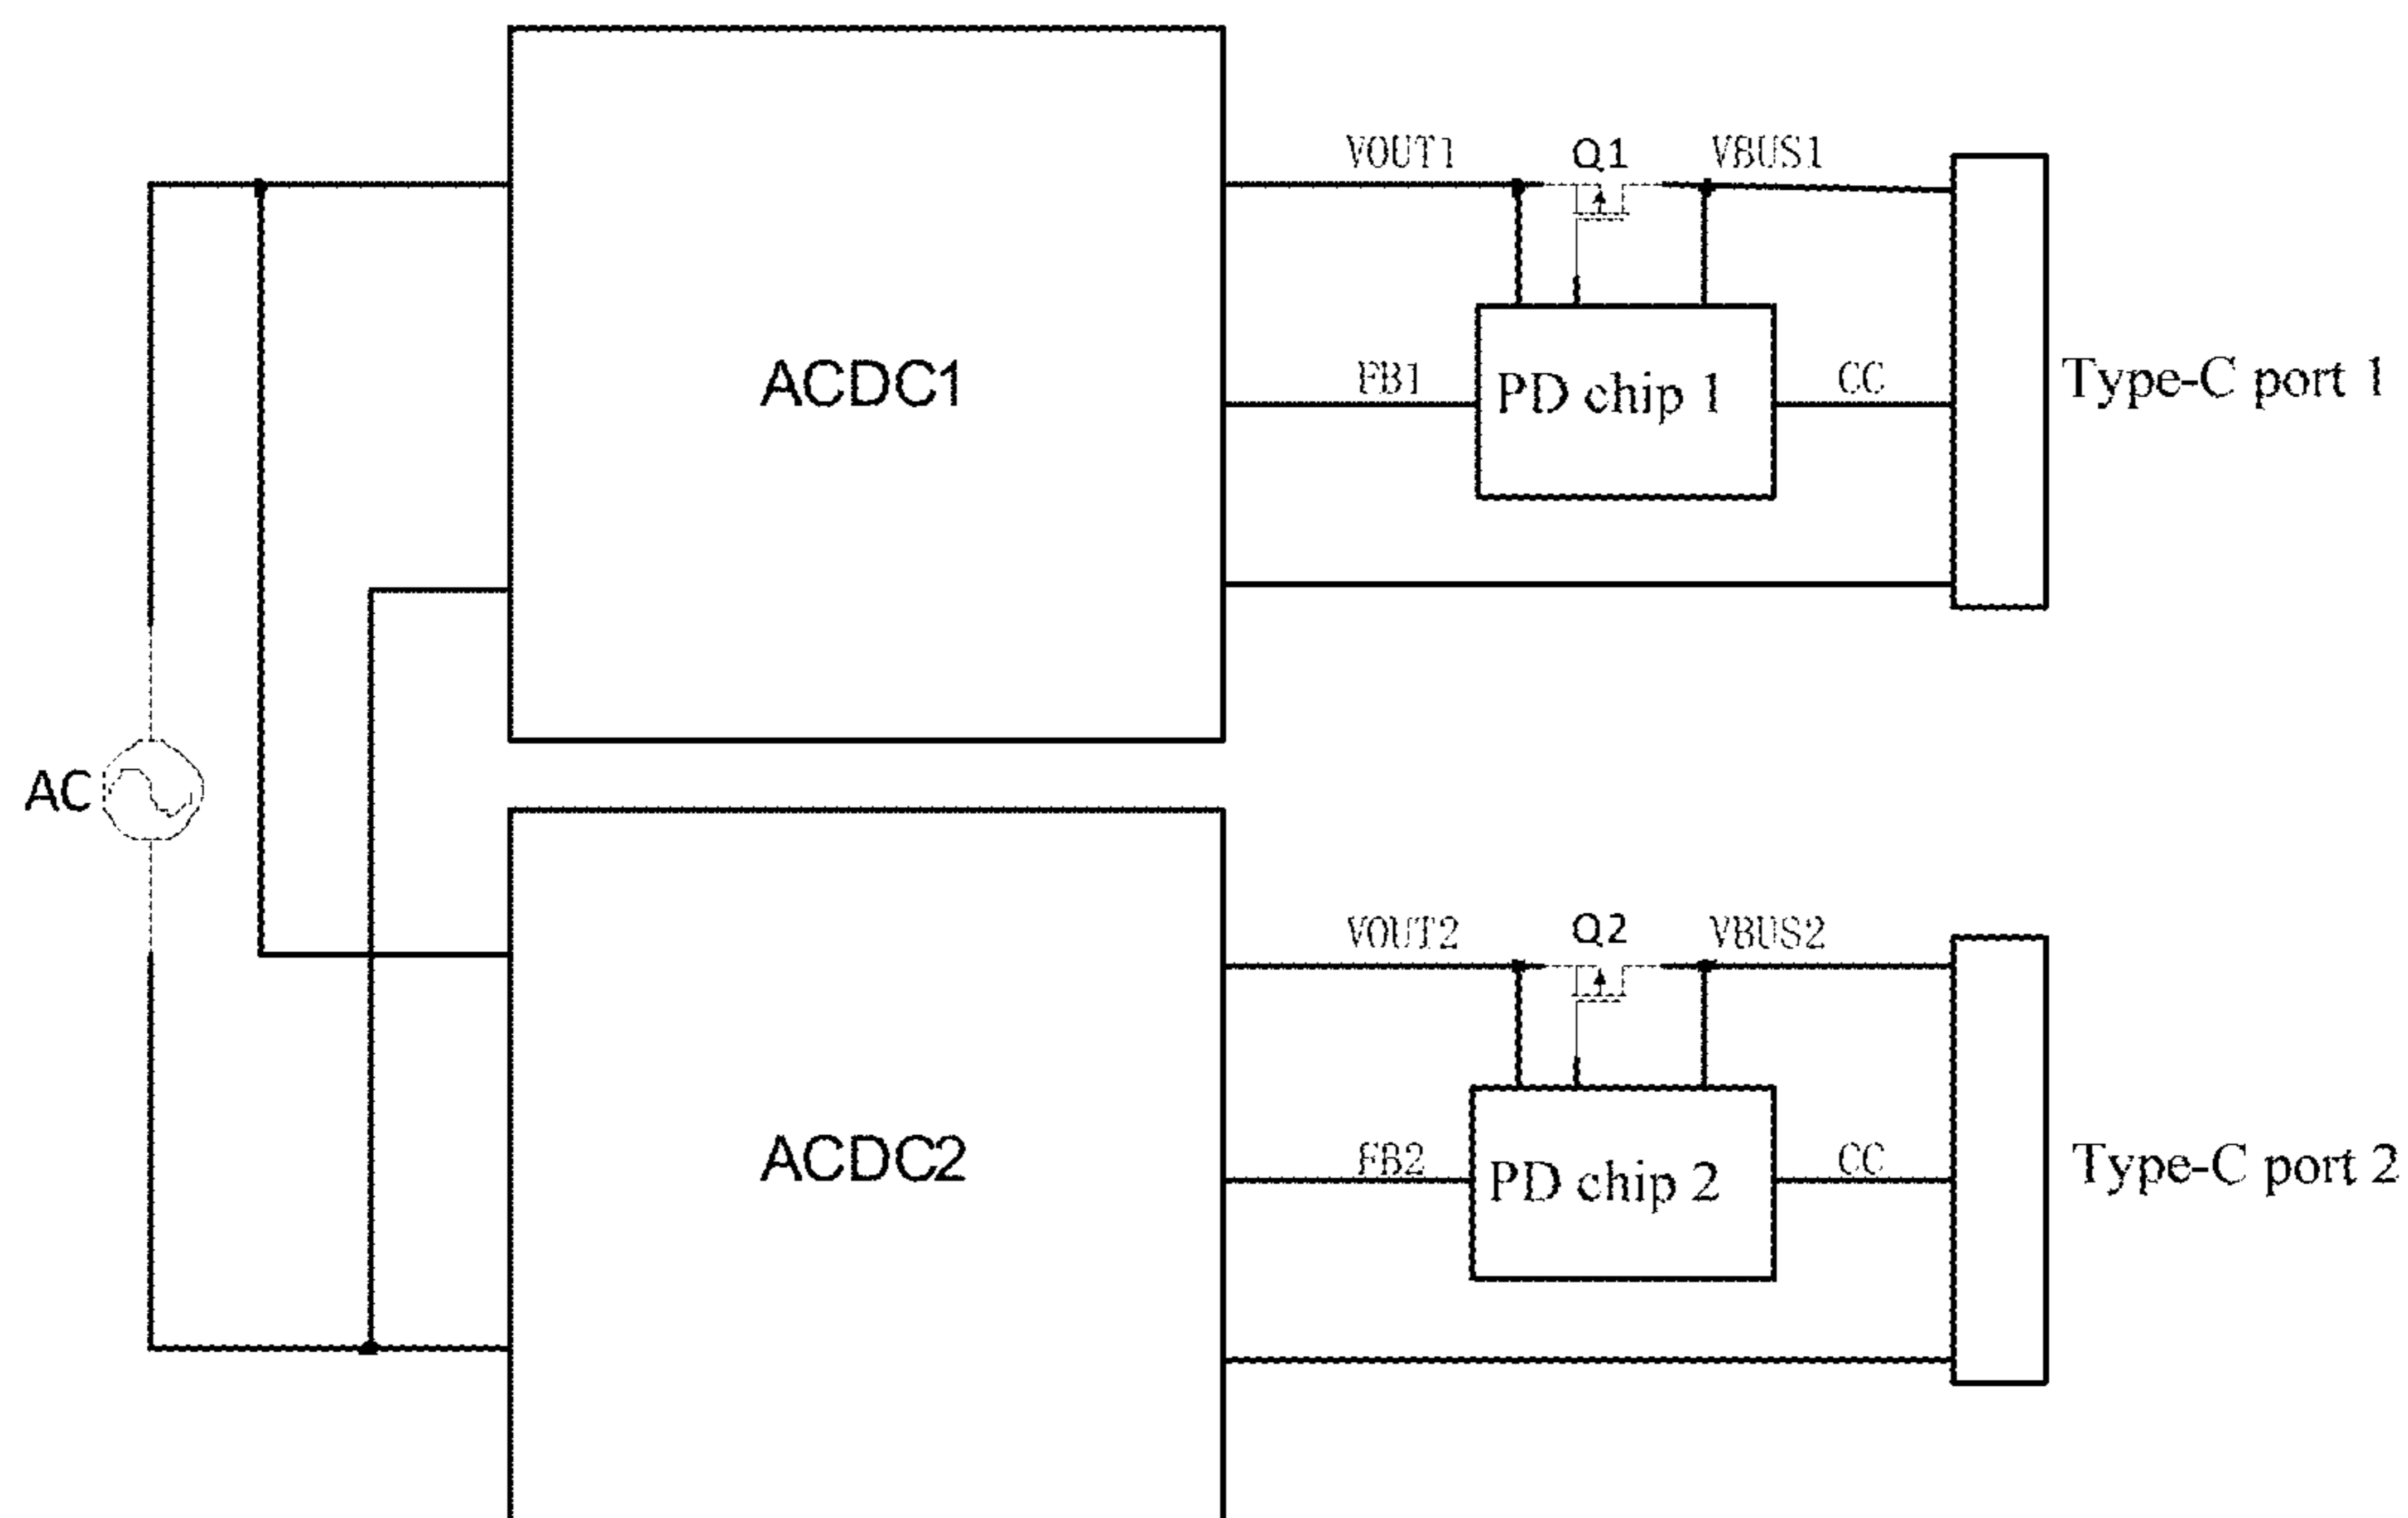 VOUT1 Q1 VBUS1
ACDC1
FB1 PD chip 1 CC Type-C port 1
AC
VOUT2 Q2 VBUS2
ACDC2
FB2 PD chip 2 CC Type-C port 2